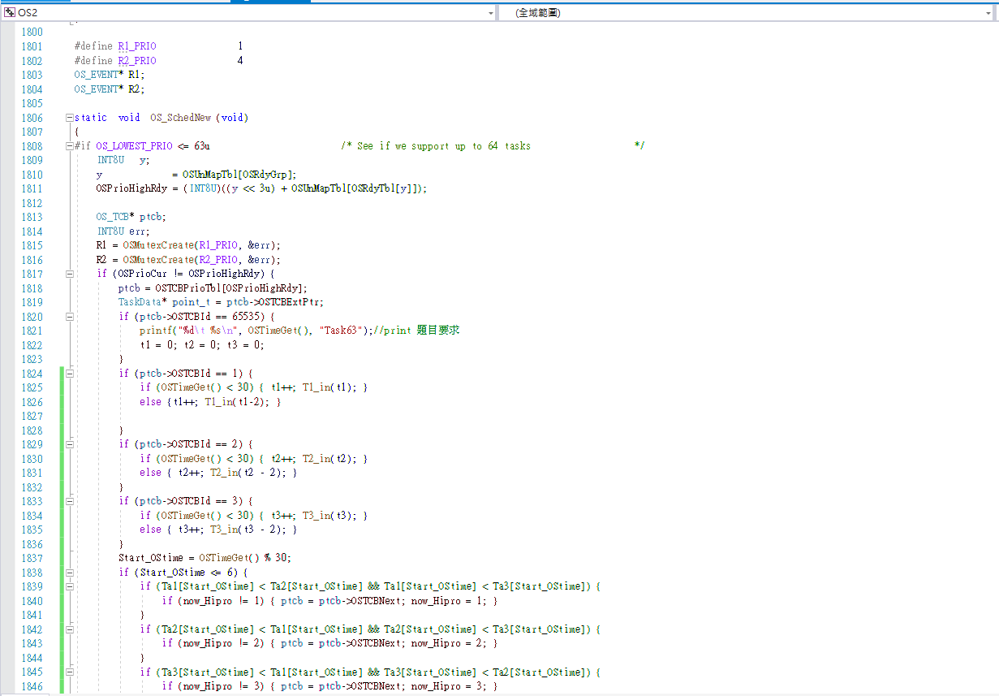 OS2 (全域範圍)
1800
1801 #define R1_PRIO 1
1802 #define R2_PRIO 4
1803 OS_EVENT* R1;
1804 OS_EVENT* R2;
1805
1806 static void OS_SchedNew (void)
1807 {
1808 #if OS_LOWEST_PRIO <= 63u /* See if we support up to 64 tasks */
1809 INT8U y;
1810 y = OSUnMapTbl[OSRdyGrp];
1811 OSPrioHighRdy = (INT8U)((y << 3u) + OSUnMapTbl[OSRdyTbl[y]]);
1812
1813 OS_TCB* ptcb;
1814 INT8U err;
1815 R1 = OSMutexCreate(R1_PRIO, &err);
1816 R2 = OSMutexCreate(R2_PRIO, &err);
1817 if (OSPrioCur != OSPrioHighRdy) {
1818 ptcb = OSTCBPrioTbl[OSPrioHighRdy];
1819 TaskData* point_t = ptcb->OSTCBExtPtr;
1820 if (ptcb->OSTCBId == 65535) {
1821 printf("%d\t %s\n", OSTimeGet(), "Task63");//print 題目要求
1822 t1 = 0; t2 = 0; t3 = 0;
1823 }
1824 if (ptcb->OSTCBId == 1) {
1825 if (OSTimeGet() < 30) { t1++; T1_in(t1); }
1826 else {t1++; T1_in(t1-2); }
1827
1828 }
1829 if (ptcb->OSTCBId == 2) {
1830 if (OSTimeGet() < 30) { t2++; T2_in(t2); }
1831 else { t2++; T2_in(t2 - 2); }
1832 }
1833 if (ptcb->OSTCBId == 3) {
1834 if (OSTimeGet() < 30) { t3++; T3_in(t3); }
1835 else { t3++; T3_in(t3 - 2); }
1836 }
1837 Start_OStime = OSTimeGet() % 30;
1838 if (Start_OStime <= 6) {
1839 if (Ta1[Start_OStime] < Ta2[Start_OStime] && Ta1[Start_OStime] < Ta3[Start_OStime]) {
1840 if (now_Hipro != 1) { ptcb = ptcb->OSTCBNext; now_Hipro = 1; }
1841 }
1842 if (Ta2[Start_OStime] < Ta1[Start_OStime] && Ta2[Start_OStime] < Ta3[Start_OStime]) {
1843 if (now_Hipro != 2) { ptcb = ptcb->OSTCBNext; now_Hipro = 2; }
1844 }
1845 if (Ta3[Start_OStime] < Ta1[Start_OStime] && Ta3[Start_OStime] < Ta2[Start_OStime]) {
1846 if (now_Hipro != 3) { ptcb = ptcb->OSTCBNext; now_Hipro = 3; }